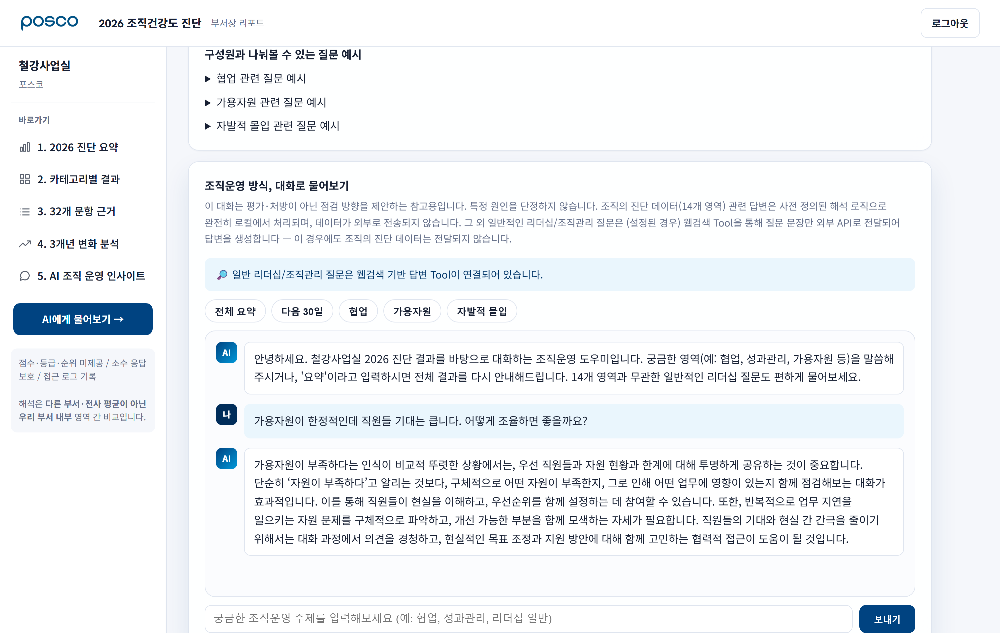 posco
2026 조직건강도 진단
부서장 리포트
로그아웃
철강사업실
포스코
바로가기
1. 2026 진단 요약
2. 카테고리별 결과
3. 32개 문항 근거
4. 3개년 변화 분석
5. AI 조직 운영 인사이트
AI에게 물어보기 →
점수·등급·순위 미제공 / 소수 응답
보호 / 접근 로그 기록
해석은 다른 부서·전사 평균이 아닌
우리 부서 내부 영역 간 비교입니다.
구성원과 나눠볼 수 있는 질문 예시
▶ 협업 관련 질문 예시
▶ 가용자원 관련 질문 예시
▶ 자발적 몰입 관련 질문 예시
조직운영 방식, 대화로 물어보기
이 대화는 평가·처방이 아닌 점검 방향을 제안하는 참고용입니다. 특정 원인을 단정하지 않습니다. 조직의 진단 데이터(14개 영역) 관련 답변은 사전 정의된 해석 로직으로
완전히 로컬에서 처리되며, 데이터가 외부로 전송되지 않습니다. 그 외 일반적인 리더십/조직관리 질문은 (설정된 경우) 웹검색 Tool을 통해 질문 문장만 외부 API로 전달되어
답변을 생성합니다 — 이 경우에도 조직의 진단 데이터는 전달되지 않습니다.
🔎 일반 리더십/조직관리 질문은 웹검색 기반 답변 Tool이 연결되어 있습니다.
전체 요약
다음 30일
협업
가용자원
자발적 몰입
AI
안녕하세요. 철강사업실 2026 진단 결과를 바탕으로 대화하는 조직운영 도우미입니다. 궁금한 영역(예: 협업, 성과관리, 가용자원 등)을 말씀해
주시거나, '요약'이라고 입력하시면 전체 결과를 다시 안내해드립니다. 14개 영역과 무관한 일반적인 리더십 질문도 편하게 물어보세요.
나
가용자원이 한정적인데 직원들 기대는 큽니다. 어떻게 조율하면 좋을까요?
AI
가용자원이 부족하다는 인식이 비교적 뚜렷한 상황에서는, 우선 직원들과 자원 현황과 한계에 대해 투명하게 공유하는 것이 중요합니다.
단순히 ‘자원이 부족하다’고 알리는 것보다, 구체적으로 어떤 자원이 부족한지, 그로 인해 어떤 업무에 영향이 있는지 함께 점검해보는 대화가
효과적입니다. 이를 통해 직원들이 현실을 이해하고, 우선순위를 함께 설정하는 데 참여할 수 있습니다. 또한, 반복적으로 업무 지연을
일으키는 자원 문제를 구체적으로 파악하고, 개선 가능한 부분을 함께 모색하는 자세가 필요합니다. 직원들의 기대와 현실 간 간극을 줄이기
위해서는 대화 과정에서 의견을 경청하고, 현실적인 목표 조정과 지원 방안에 대해 함께 고민하는 협력적 접근이 도움이 될 것입니다.
궁금한 조직운영 주제를 입력해보세요 (예: 협업, 성과관리, 리더십 일반)
보내기